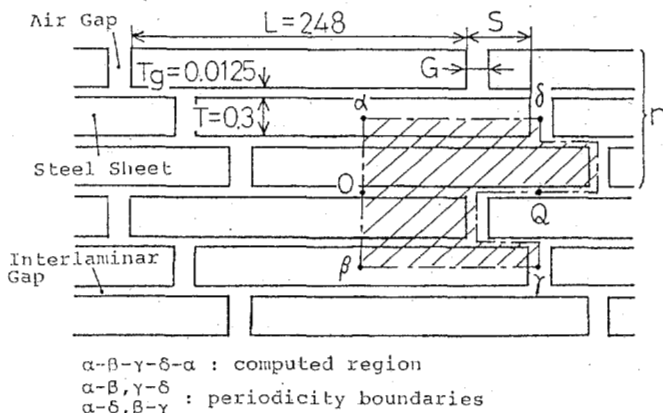 Air Gap
L=248
S
G
Tg=0.0125
n
α
δ
T=0.3
Steel Sheet
O
Q
Interlaminar
Gap
β
γ
α-β-γ-δ-α : computed region
α-β,γ-δ
α-δ,β-γ : periodicity boundaries